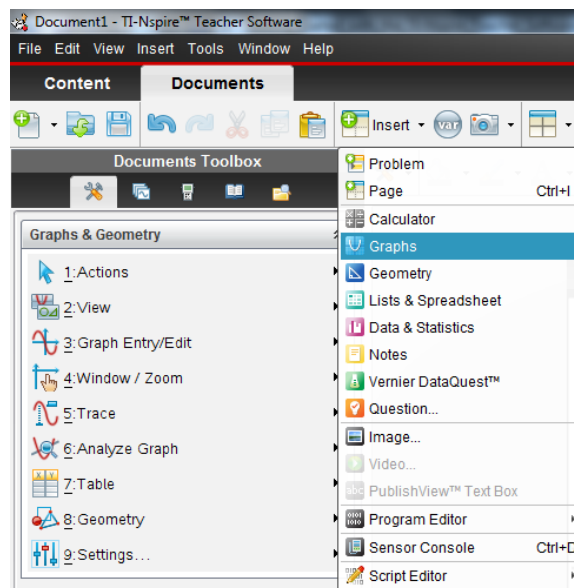 Document1 - TI-Nspire™ Teacher Software
File Edit View Insert Tools Window Help
Content Documents
Insert var
Documents Toolbox
Graphs & Geometry
1:Actions
2:View
3:Graph Entry/Edit
4:Window / Zoom
5:Trace
6:Analyze Graph
7:Table
8:Geometry
9:Settings...
Problem
Page Ctrl+I
Calculator
Graphs
Geometry
Lists & Spreadsheet
Data & Statistics
Notes
Vernier DataQuest™
Question...
Image...
Video...
abc PublishView™ Text Box
Program Editor
Sensor Console Ctrl+D
Script Editor